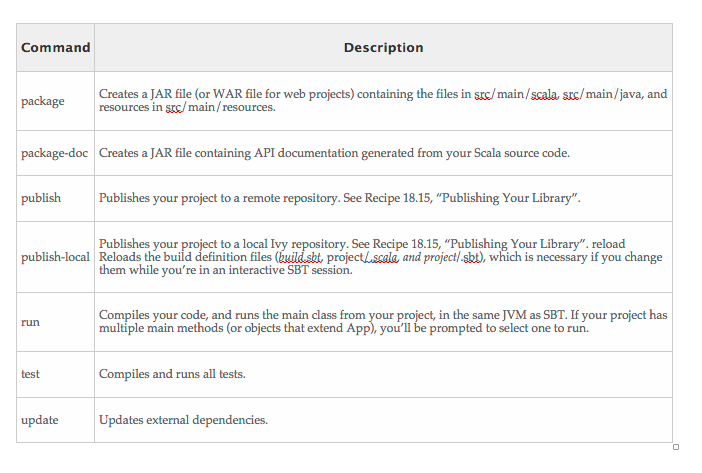 Command Description
package
Creates a JAR file (or WAR file for web projects) containing the files in src/main/scala, src/main/java, and
resources in src/main/resources.
package-doc Creates a JAR file containing API documentation generated from your Scala source code.
publish Publishes your project to a remote repository. See Recipe 18.15, “Publishing Your Library”.
publish-local
Publishes your project to a local Ivy repository. See Recipe 18.15, “Publishing Your Library”. reload
Reloads the build definition files (build.sbt, project/.scala, and project/.sbt), which is necessary if you change
them while you’re in an interactive SBT session.
run
Compiles your code, and runs the main class from your project, in the same JVM as SBT. If your project has
multiple main methods (or objects that extend App), you’ll be prompted to select one to run.
test Compiles and runs all tests.
update Updates external dependencies.